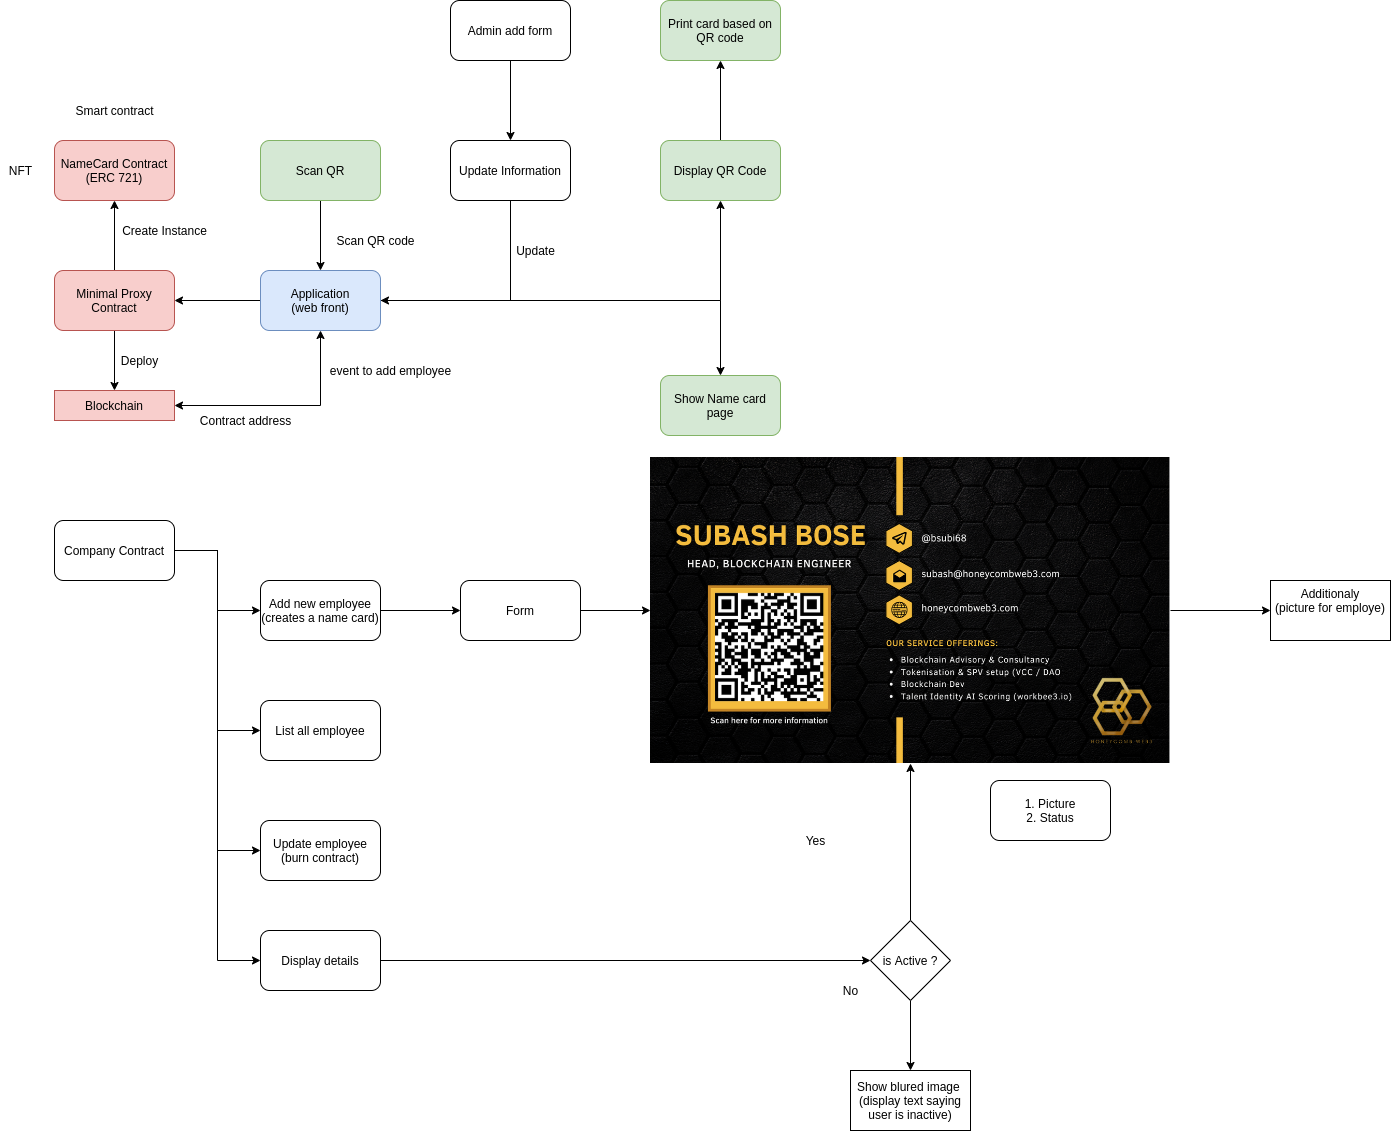 Admin add form
Print card based on
QR code
Smart contract
NFT
NameCard Contract
(ERC 721)
Scan QR
Update Information
Display QR Code
Create Instance
Scan QR code
Update
Minimal Proxy
Contract
Application
(web front)
Deploy
event to add employee
Blockchain
Contract address
Show Name card
page
Company Contract
Add new employee
(creates a name card)
Form
SUBASH BOSE
HEAD, BLOCKCHAIN ENGINEER
Scan here for more information
@bsubi68
subash@honeycombweb3.com
honeycombweb3.com
OUR SERVICE OFFERINGS:
• Blockchain Advisory & Consultancy
• Tokenisation & SPV setup (VCC / DAO
• Blockchain Dev
• Talent Identity AI Scoring (workbee3.io)
HONEYCOMB WEB3
Additionaly
(picture for employe)
List all employee
1. Picture
2. Status
Update employee
(burn contract)
Yes
Display details
is Active ?
No
Show blured image
(display text saying
user is inactive)